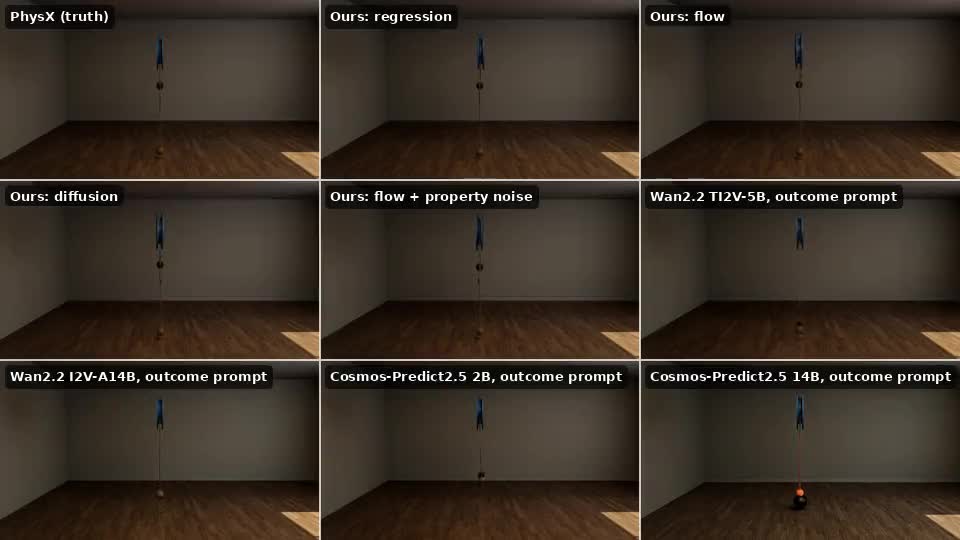 PhysX (truth)
Ours: regression
Ours: flow
Ours: diffusion
Ours: flow + property noise
Wan2.2 TI2V-5B, outcome prompt
Wan2.2 I2V-A14B, outcome prompt
Cosmos-Predict2.5 2B, outcome prompt
Cosmos-Predict2.5 14B, outcome prompt